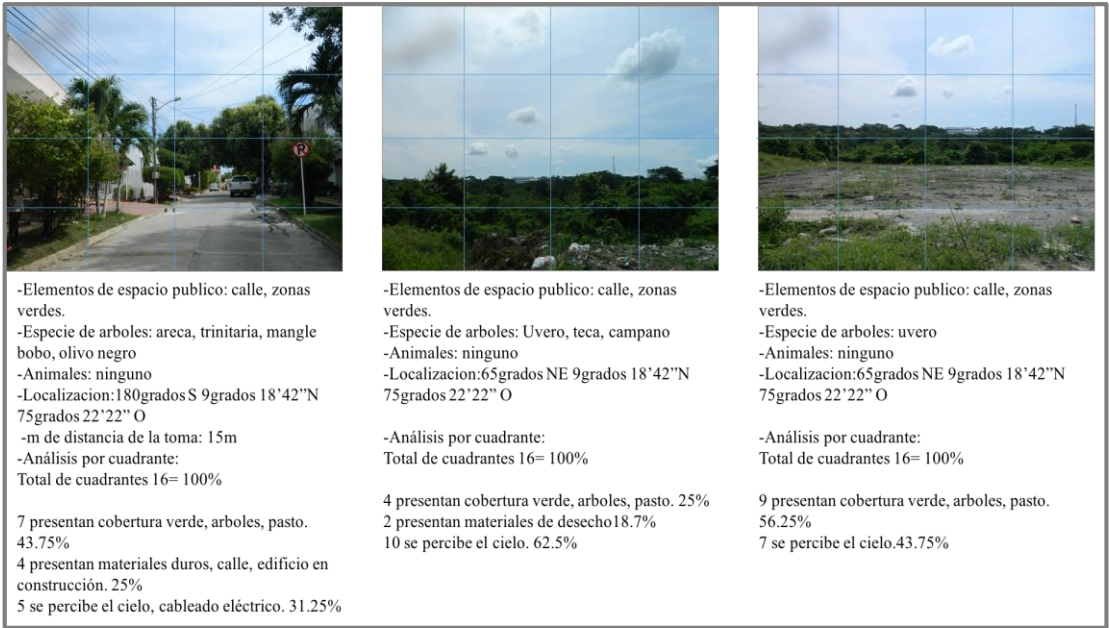 -Elementos de espacio publico: calle, zonas
verdes.
-Especie de arboles: areca, trinitaria, mangle
bobo, olivo negro
-Animales: ninguno
-Localizacion:180grados S 9grados 18’42”N
75grados 22’22” O
-m de distancia de la toma: 15m
-Análisis por cuadrante:
Total de cuadrantes 16= 100%
7 presentan cobertura verde, arboles, pasto.
43.75%
4 presentan materiales duros, calle, edificio en
construcción. 25%
5 se percibe el cielo, cableado eléctrico. 31.25%
-Elementos de espacio publico: calle, zonas
verdes.
-Especie de arboles: Uvero, teca, campano
-Animales: ninguno
-Localizacion:65grados NE 9grados 18’42”N
75grados 22’22” O
-Análisis por cuadrante:
Total de cuadrantes 16= 100%
4 presentan cobertura verde, arboles, pasto. 25%
2 presentan materiales de desecho18.7%
10 se percibe el cielo. 62.5%
-Elementos de espacio publico: calle, zonas
verdes.
-Especie de arboles: uvero
-Animales: ninguno
-Localizacion:65grados NE 9grados 18’42”N
75grados 22’22” O
-Análisis por cuadrante:
Total de cuadrantes 16= 100%
9 presentan cobertura verde, arboles, pasto.
56.25%
7 se percibe el cielo.43.75%